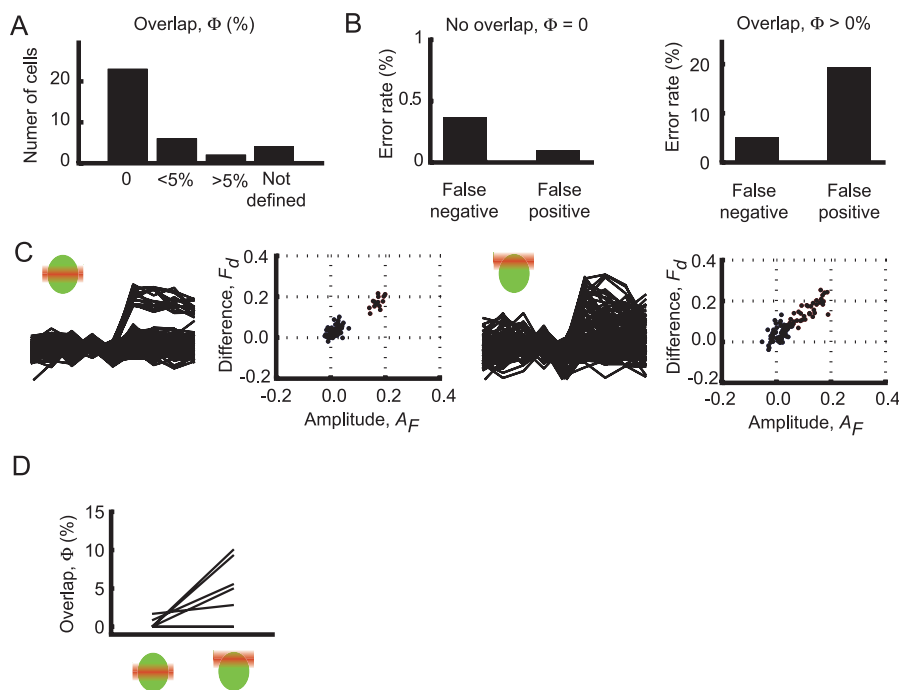 A
Overlap, Φ (%)
Numer of cells
20
10
0
0
<5%
>5%
Not
defined
B
No overlap, Φ = 0
Error rate (%)
1
0.5
0
False
negative
False
positive
Overlap, Φ > 0%
Error rate (%)
20
10
0
False
negative
False
positive
C
Difference, Fd
0.4
0.2
0.0
-0.2
-0.2
0.0
0.2
0.4
Amplitude, AF
Difference, Fd
0.4
0.2
0.0
-0.2
-0.2
0.0
0.2
0.4
Amplitude, AF
D
Overlap, Φ (%)
15
10
5
0